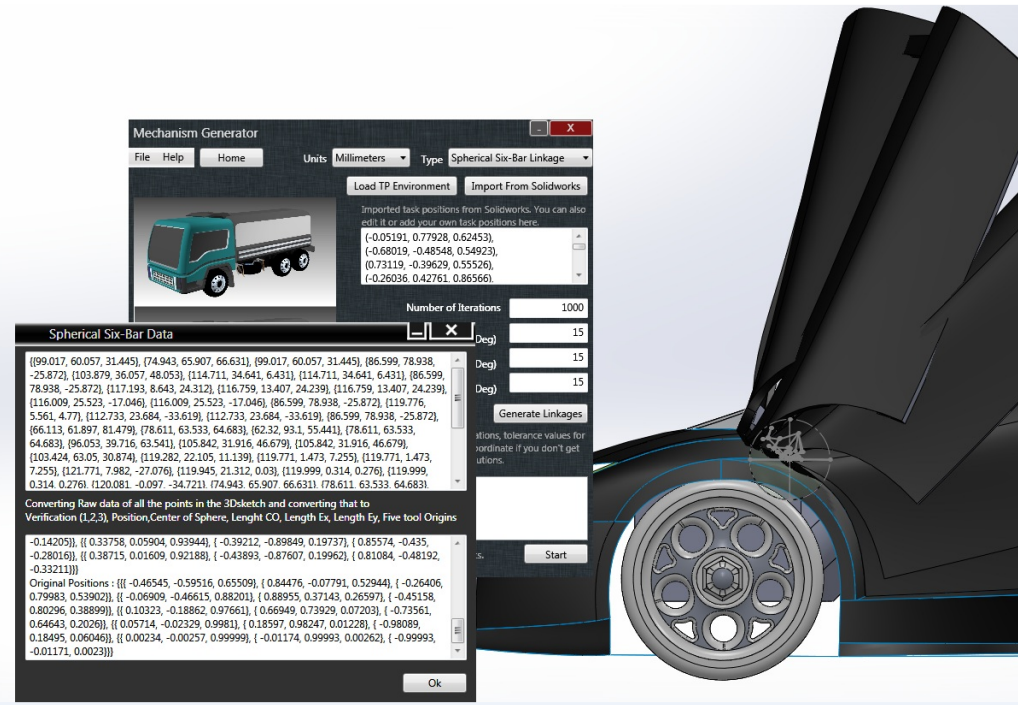 Mechanism Generator
- X
File Help Home Units Millimeters Type Spherical Six-Bar Linkage
Load TP Environment Import From Solidworks
Imported task positions from Solidworks. You can also
edit it or add your own task positions here.
(-0.05191, 0.77928, 0.62453),
(-0.68019, -0.48548, 0.54923),
(0.73119, -0.39629, 0.55526),
(-0.26036, 0.42761, 0.86566),
Number of Iterations 1000
Deg) 15
Deg) 15
Deg) 15
Generate Linkages
ations, tolerance values for
oordinate if you don't get
utions.
s. Start
Spherical Six-Bar Data
X
{{99.017, 60.057, 31.445}, {74.943, 65.907, 66.631}, {99.017, 60.057, 31.445}, {86.599, 78.938,
-25.872}, {103.879, 36.057, 48.053}, {114.711, 34.641, 6.431}, {114.711, 34.641, 6.431}, {86.599,
78.938, -25.872}, {117.193, 8.643, 24.312}, {116.759, 13.407, 24.239}, {116.759, 13.407, 24.239},
{116.009, 25.523, -17.046}, {116.009, 25.523, -17.046}, {86.599, 78.938, -25.872}, {119.776,
5.561, 4.77}, {112.733, 23.684, -33.619}, {112.733, 23.684, -33.619}, {86.599, 78.938, -25.872},
{66.113, 61.897, 81.479}, {78.611, 63.533, 64.683}, {62.32, 93.1, 55.441}, {78.611, 63.533,
64.683}, {96.053, 39.716, 63.541}, {105.842, 31.916, 46.679}, {105.842, 31.916, 46.679},
{103.424, 63.05, 30.874}, {119.282, 22.105, 11.139}, {119.771, 1.473, 7.255}, {119.771, 1.473,
7.255}, {121.771, 7.982, -27.076}, {119.945, 21.312, 0.03}, {119.999, 0.314, 0.276}, {119.999,
0.314, 0.276}, {120.081, -0.097, -34.721}, {74.943, 65.907, 66.631}, {78.611, 63.533, 64.683},
Converting Raw data of all the points in the 3Dsketch and converting that to
Verification (1,2,3), Position,Center of Sphere, Lenght CO, Length Ex, Length Ey, Five tool Origins
-0.14205}}, {{ 0.33758, 0.05904, 0.93944}, { -0.39212, -0.89849, 0.19737}, { 0.85574, -0.435,
-0.28016}}, {{ 0.38715, 0.01609, 0.92188}, { -0.43893, -0.87607, 0.19962}, { 0.81084, -0.48192,
-0.33211}}}
Original Positions : {{{ -0.46545, -0.59516, 0.65509}, { 0.84476, -0.07791, 0.52944}, { -0.26406,
0.79983, 0.53902}}, {{ -0.06909, -0.46615, 0.88201}, { 0.88955, 0.37143, 0.26597}, { -0.45158,
0.80296, 0.38899}}, {{ 0.10323, -0.18862, 0.97661}, { 0.66949, 0.73929, 0.07203}, { -0.73561,
0.64643, 0.2026}}, {{ 0.05714, -0.02329, 0.9981}, { 0.18597, 0.98247, 0.01228}, { -0.98089,
0.18495, 0.06046}}, {{ 0.00234, -0.00257, 0.99999}, { -0.01174, 0.99993, 0.00262}, { -0.99993,
-0.01171, 0.0023}}}
Ok